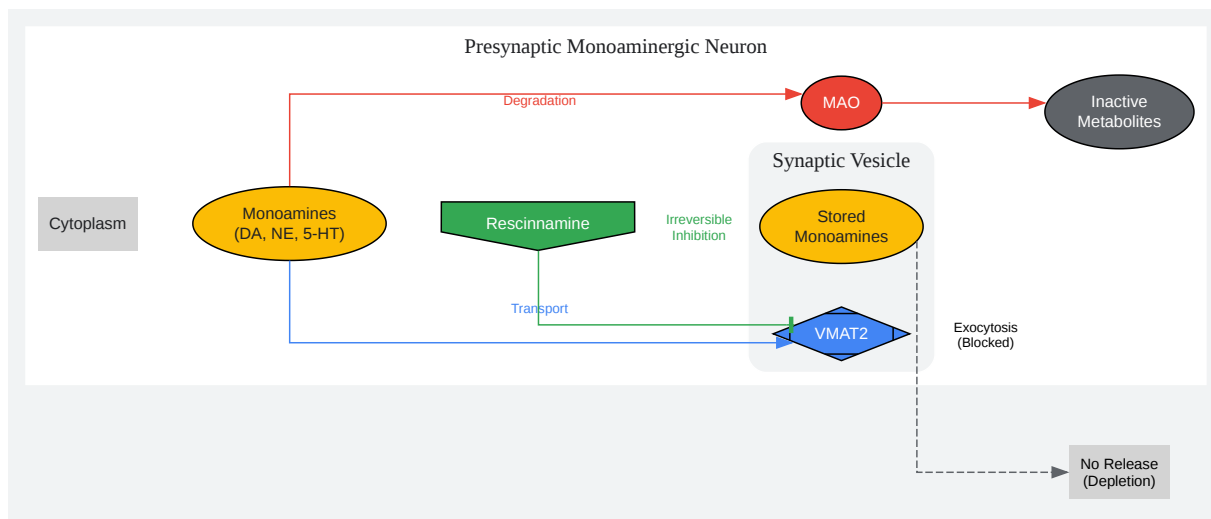 Presynaptic Monoaminergic Neuron
Degradation
MAO
Inactive
Metabolites
Synaptic Vesicle
Cytoplasm
Monoamines
(DA, NE, 5-HT)
Rescinnamine
Irreversible
Inhibition
Stored
Monoamines
Transport
VMAT2
Exocytosis
(Blocked)
No Release
(Depletion)